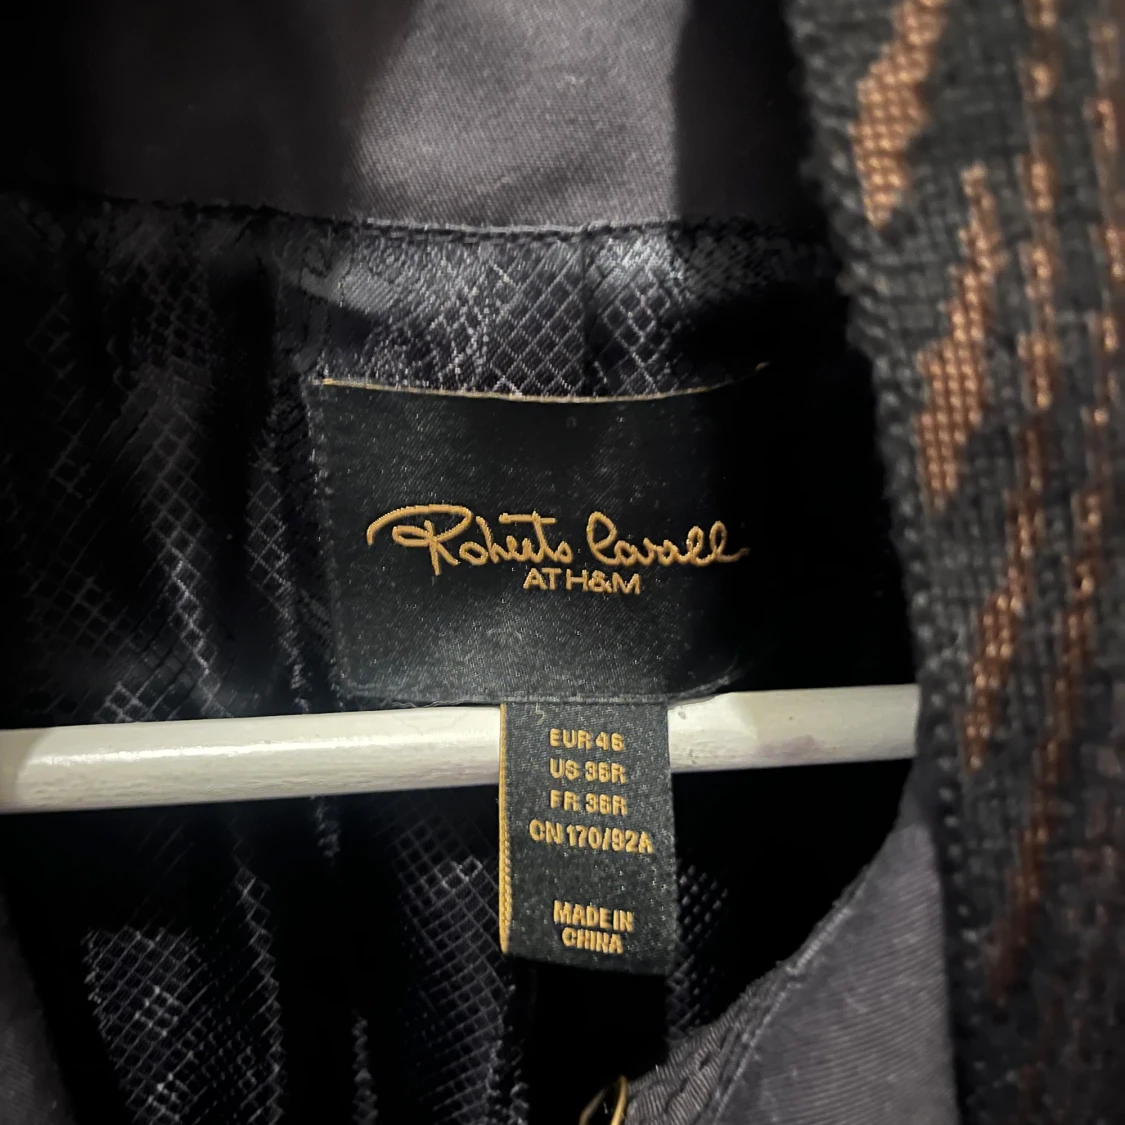 Roberto Cavalli
AT H&M
EUR 46
US 36R
FR 36R
CN 170/92A
MADE IN
CHINA